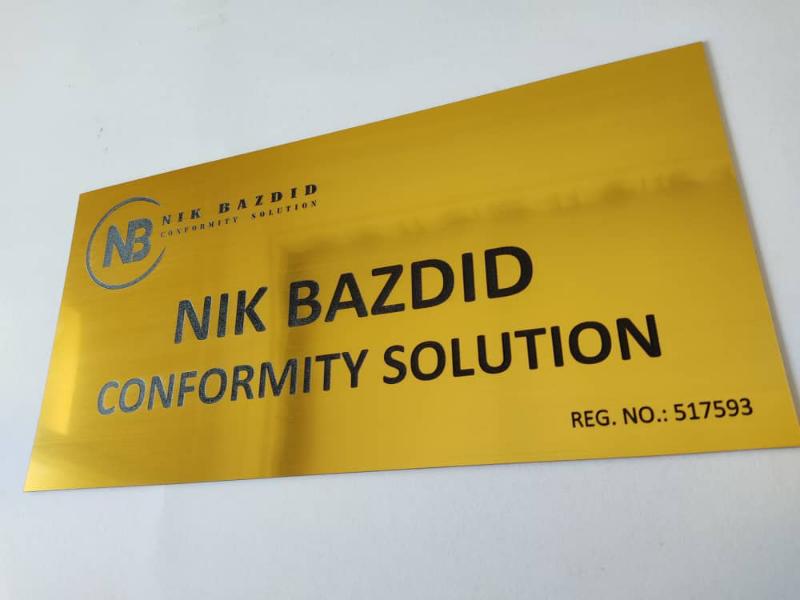 NB
NIK BAZDID
CONFORMITY SOLUTION
NIK BAZDID
CONFORMITY SOLUTION
REG. NO.: 517593